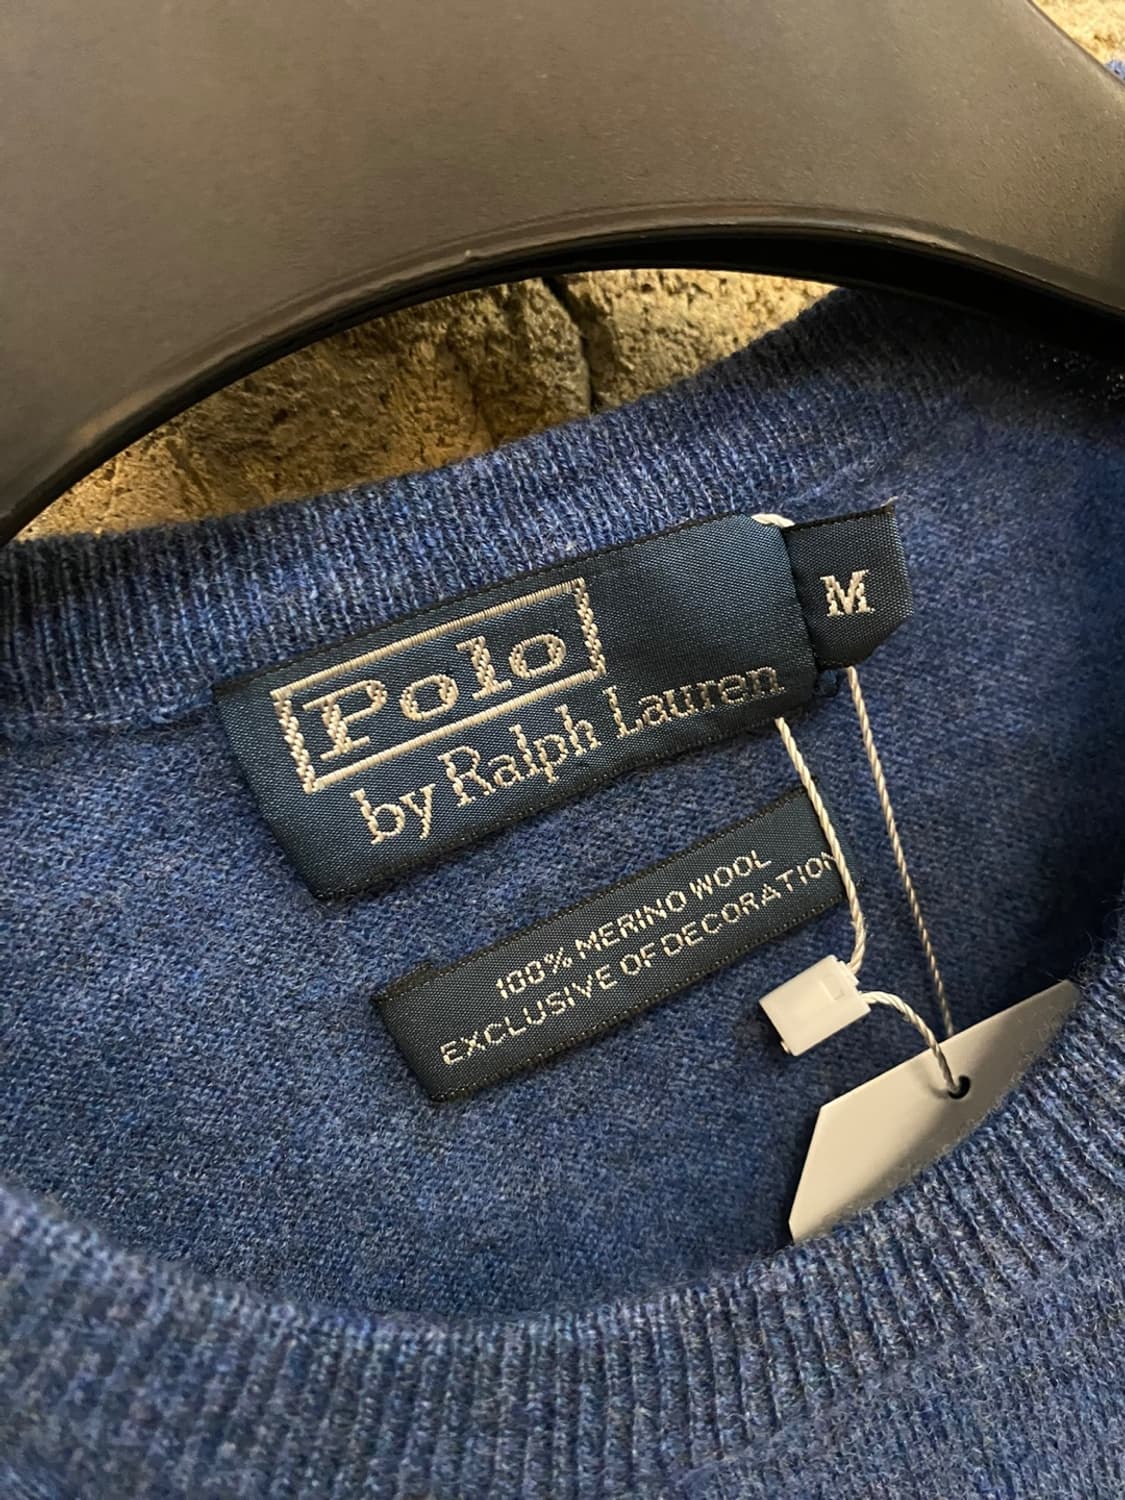 Polo
by Ralph Lauren
M
100% MERINO WOOL
EXCLUSIVE OF DECORATION